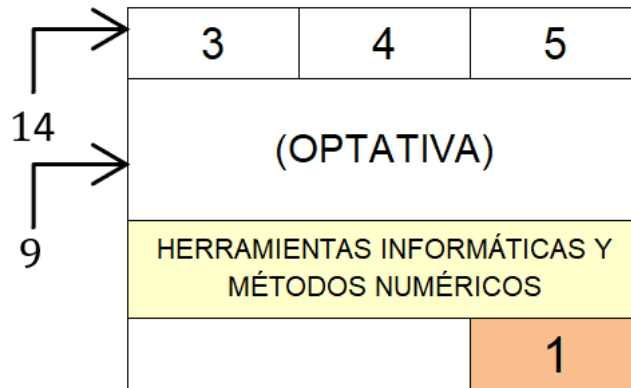 3 4 5
14
(OPTATIVA)
9
HERRAMIENTAS INFORMÁTICAS Y
MÉTODOS NUMÉRICOS
1